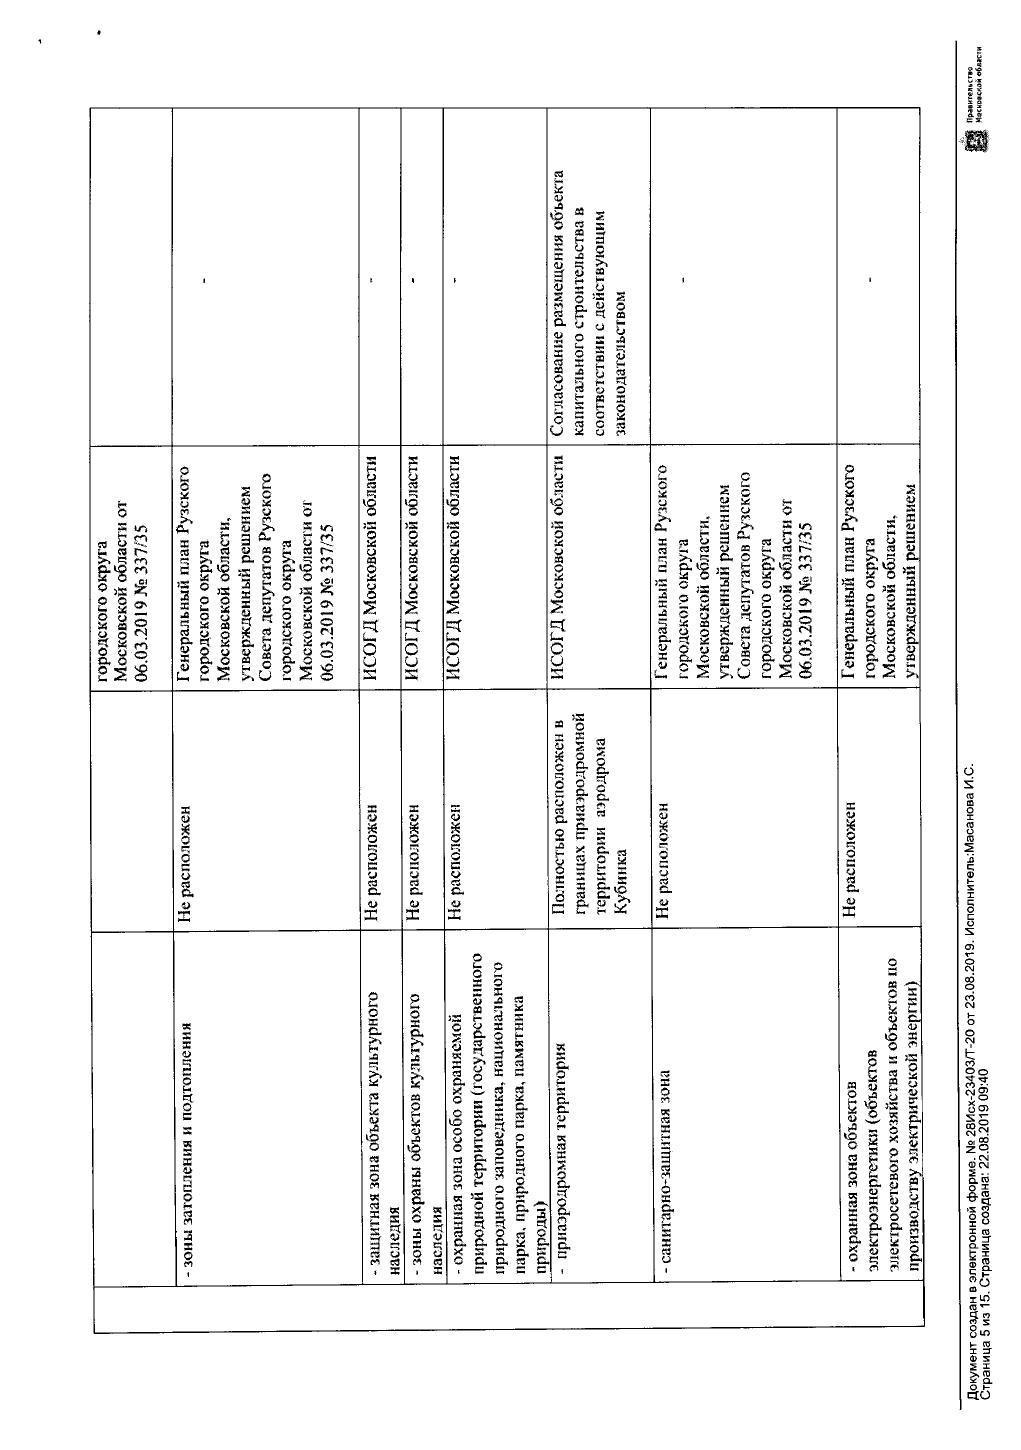 городского округа
Московской области от
06.03.2019 № 337/35
- зоны затопления и подтопления
Не расположен
Генеральный план Рузского
городского округа
Московской области,
утвержденный решением
Совета депутатов Рузского
городского округа
Московской области от
06.03.2019 № 337/35
-
- защитная зона объекта культурного
наследия
Не расположен
ИСОГД Московской области
-
- зоны охраны объектов культурного
наследия
Не расположен
ИСОГД Московской области
-
- охранная зона особо охраняемой
природной территории (государственного
природного заповедника, национального
парка, природного парка, памятника
природы)
Не расположен
ИСОГД Московской области
-
- приаэродромная территория
Полностью расположен в
границах приаэродромной
территории аэродрома
Кубинка
ИСОГД Московской области
Согласование размещения объекта
капитального строительства в
соответствии с действующим
законодательством
- санитарно-защитная зона
Не расположен
Генеральный план Рузского
городского округа
Московской области,
утвержденный решением
Совета депутатов Рузского
городского округа
Московской области от
06.03.2019 № 337/35
-
- охранная зона объектов
электроэнергетики (объектов
электросетевого хозяйства и объектов по
производству электрической энергии)
Не расположен
Генеральный план Рузского
городского округа
Московской области,
утвержденный решением
-
Документ создан в электронной форме. № 28Исх-23403/Т-20 от 23.08.2019. Исполнитель:Масанова И.С.
Страница 5 из 15. Страница создана: 22.08.2019 09:40
Правительство
Московской области